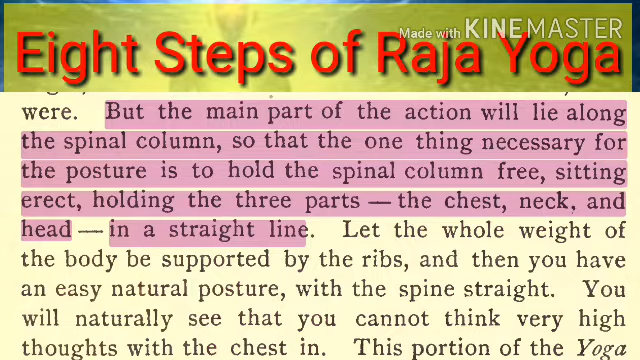 Made with KINEMASTER
Eight Steps of Raja Yoga
were. But the main part of the action will lie along
the spinal column, so that the one thing necessary for
the posture is to hold the spinal column free, sitting
erect, holding the three parts — the chest, neck, and
head — in a straight line. Let the whole weight of
the body be supported by the ribs, and then you have
an easy natural posture, with the spine straight. You
will naturally see that you cannot think very high
thoughts with the chest in. This portion of the Yoga